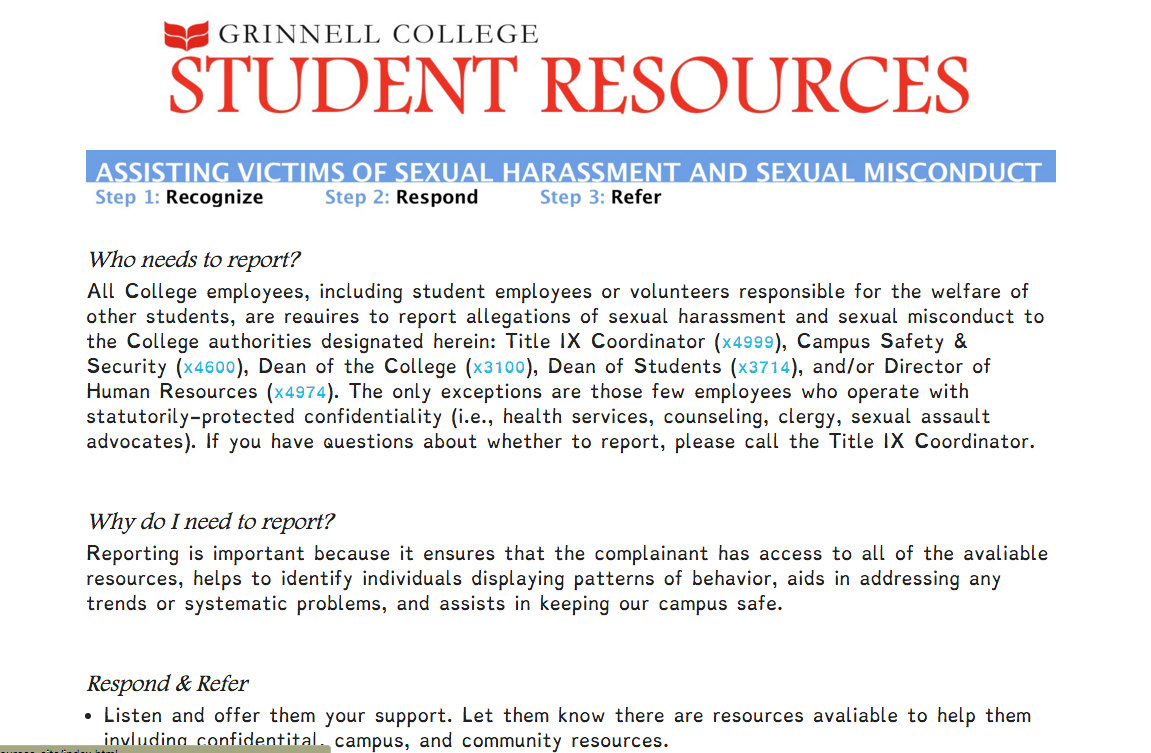 GRINNELL COLLEGE
STUDENT RESOURCES
ASSISTING VICTIMS OF SEXUAL HARASSMENT AND SEXUAL MISCONDUCT
Step 1: Recognize Step 2: Respond Step 3: Refer
Who needs to report?
All College employees, including student employees or volunteers responsible for the welfare of
other students, are requires to report allegations of sexual harassment and sexual misconduct to
the College authorities designated herein: Title IX Coordinator (x4999), Campus Safety &
Security (x4600), Dean of the College (x3100), Dean of Students (x3714), and/or Director of
Human Resources (x4974). The only exceptions are those few employees who operate with
statutorily-protected confidentiality (i.e., health services, counseling, clergy, sexual assault
advocates). If you have questions about whether to report, please call the Title IX Coordinator.
Why do I need to report?
Reporting is important because it ensures that the complainant has access to all of the avaliable
resources, helps to identify individuals displaying patterns of behavior, aids in addressing any
trends or systematic problems, and assists in keeping our campus safe.
Respond & Refer
• Listen and offer them your support. Let them know there are resources avaliable to help them
invluding confidentital, campus, and community resources.